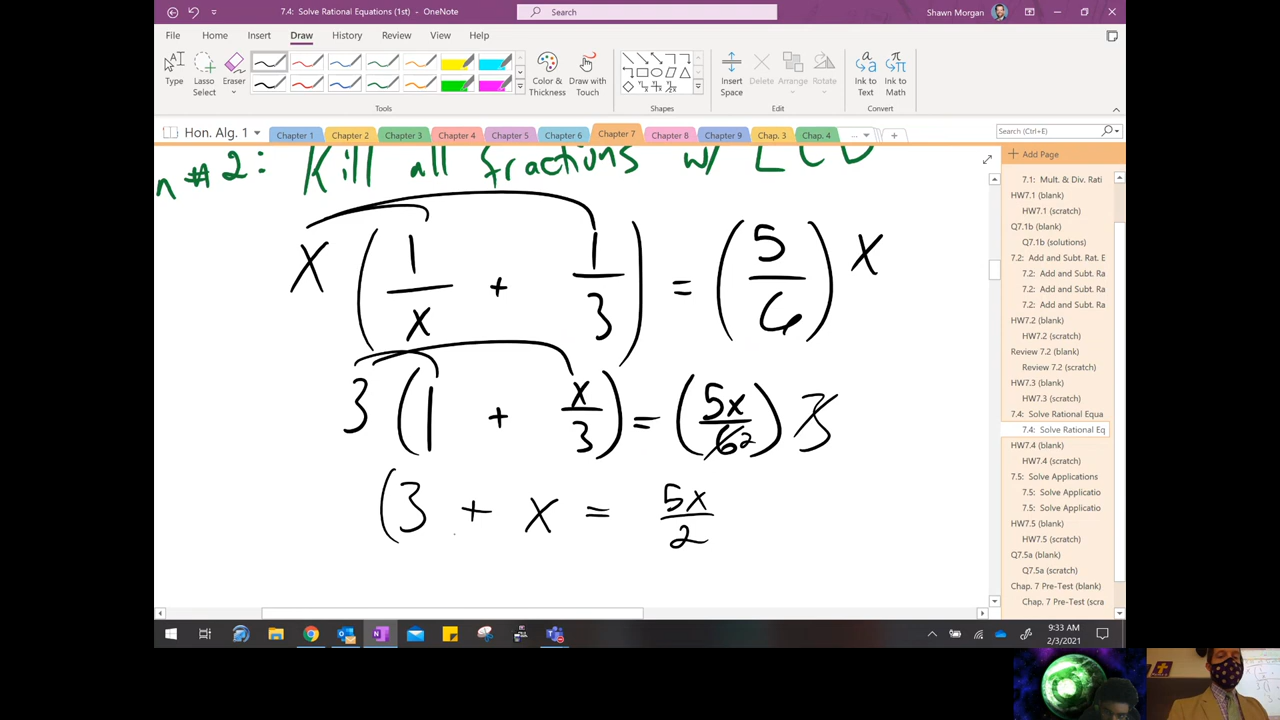 7.4: Solve Rational Equations (1st) - OneNote
Search
Shawn Morgan
File Home Insert Draw History Review View Help
Type Lasso Select Eraser Color & Thickness Draw with Touch Insert Space Delete Arrange Rotate Ink to Text Ink to Math
Tools Shapes Edit Convert
Hon. Alg. 1 Chapter 1 Chapter 2 Chapter 3 Chapter 4 Chapter 5 Chapter 6 Chapter 7 Chapter 8 Chapter 9 Chap. 3 Chap. 4 ... + Search (Ctrl+E)
n #2: Kill all fractions w/ LCD
x (1/x + 1/3) = (5/6) x
3 (1 + x/3) = (5x/6 2) 3
(3 + x = 5x/2
Add Page
7.1: Mult. & Div. Rati
HW7.1 (blank)
HW7.1 (scratch)
Q7.1b (blank)
Q7.1b (solutions)
7.2: Add and Subt. Rat. E
7.2: Add and Subt. Ra
7.2: Add and Subt. Ra
7.2: Add and Subt. Ra
HW7.2 (blank)
HW7.2 (scratch)
Review 7.2 (blank)
Review 7.2 (scratch)
HW7.3 (blank)
HW7.3 (scratch)
7.4: Solve Rational Equa
7.4: Solve Rational Eq
HW7.4 (blank)
HW7.4 (scratch)
7.5: Solve Applications
7.5: Solve Applicatio
7.5: Solve Applicatio
HW7.5 (blank)
HW7.5 (scratch)
Q7.5a (blank)
Q7.5a (scratch)
Chap. 7 Pre-Test (blank)
Chap. 7 Pre-Test (scra
9:33 AM
2/3/2021